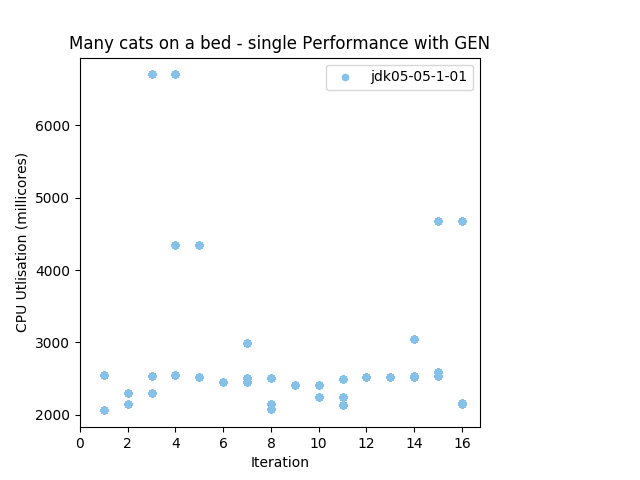 Many cats on a bed - single Performance with GEN
jdk05-05-1-01
6000
5000
4000
3000
2000
CPU Utlisation (millicores)
0 2 4 6 8 10 12 14 16
Iteration